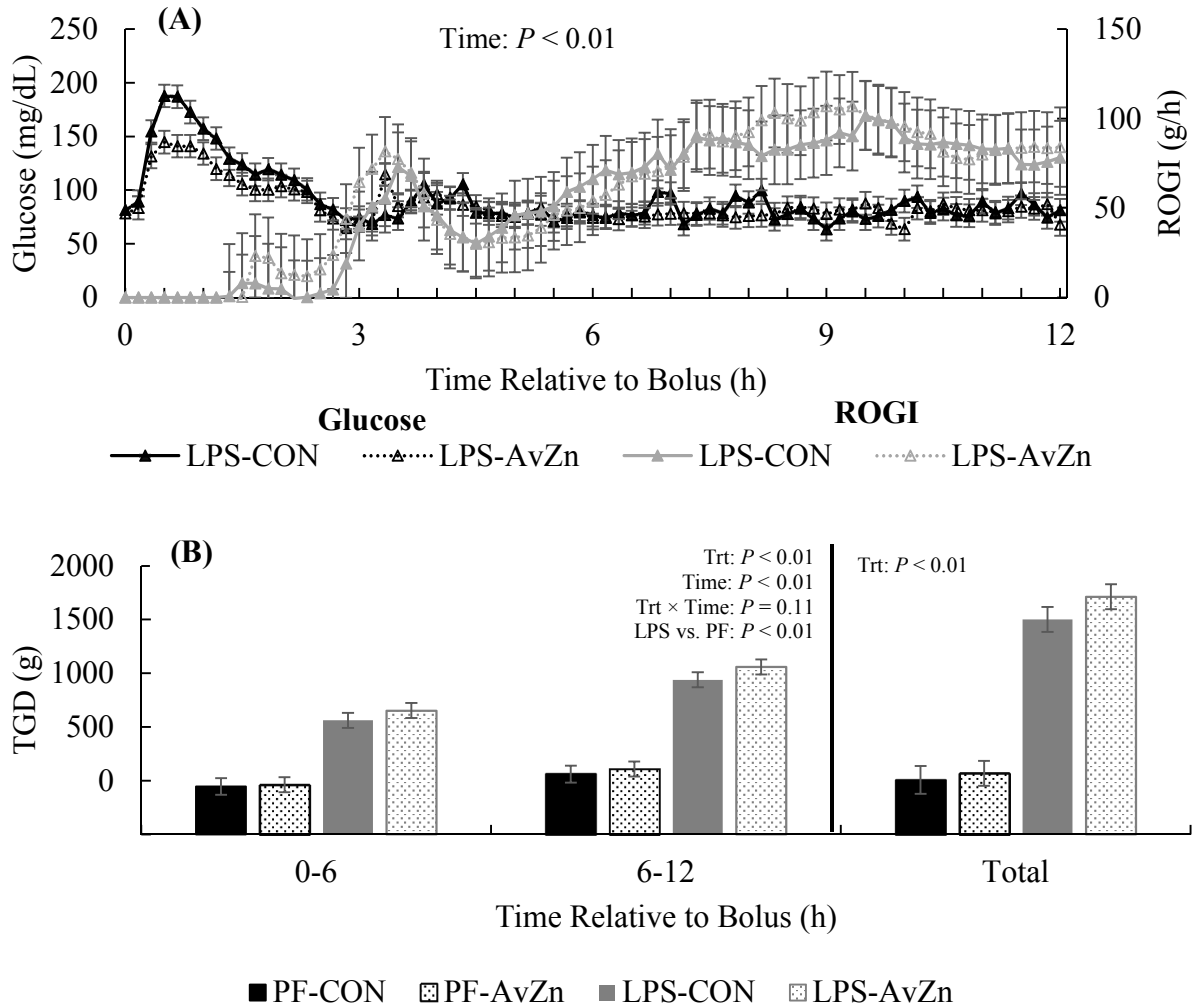 (A)
Time: P < 0.01
Glucose (mg/dL)
250
200
150
100
50
0
ROGI (g/h)
150
100
50
0
0 3 6 9 12
Time Relative to Bolus (h)
Glucose ROGI
LPS-CON LPS-AvZn LPS-CON LPS-AvZn
(B)
Trt: P < 0.01
Time: P < 0.01
Trt × Time: P = 0.11
LPS vs. PF: P < 0.01
Trt: P < 0.01
TGD (g)
2000
1500
1000
500
0
0-6 6-12 Total
Time Relative to Bolus (h)
PF-CON PF-AvZn LPS-CON LPS-AvZn